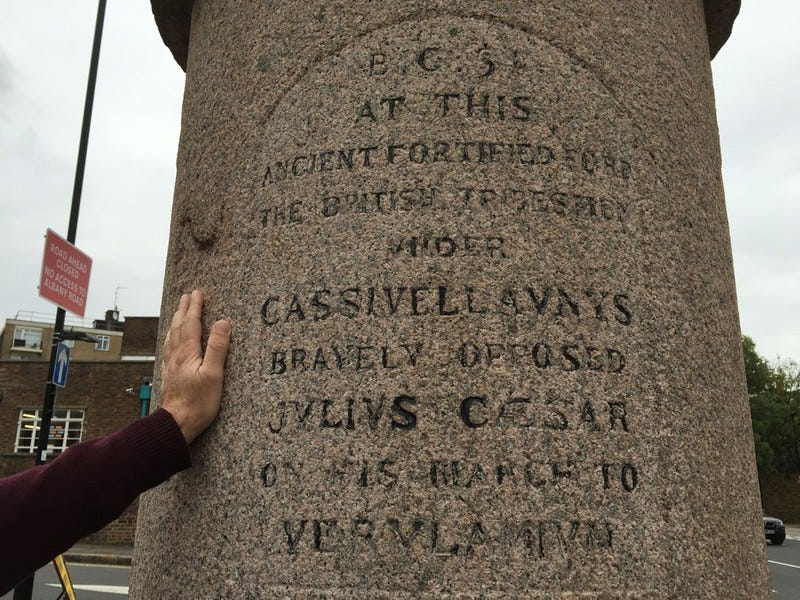 B.C.54
AT THIS
ANCIENT FORTIFIED FORD
THE BRITISH TRIBESMEN
VNDER
CASSIVELLAVNVS
BRAVELY OPPOSED
JVLIVS CÆSAR
ON HIS MARCH TO
VERVLAMIVM
ROAD AHEAD
CLOSED
NO ACCESS TO
ALBANY ROAD